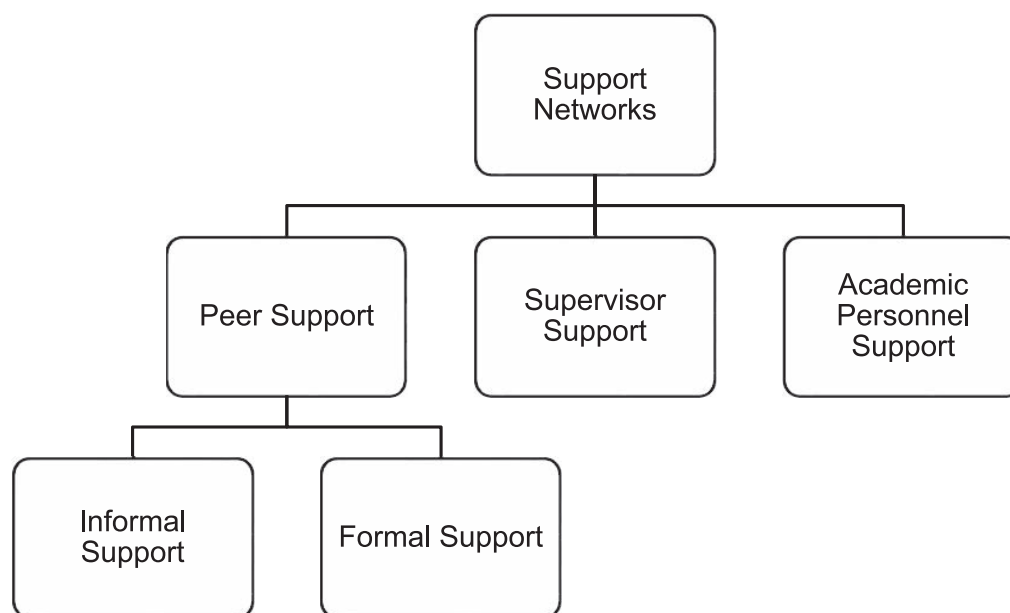 Support
Networks
Peer Support
Supervisor
Support
Academic
Personnel
Support
Informal
Support
Formal Support